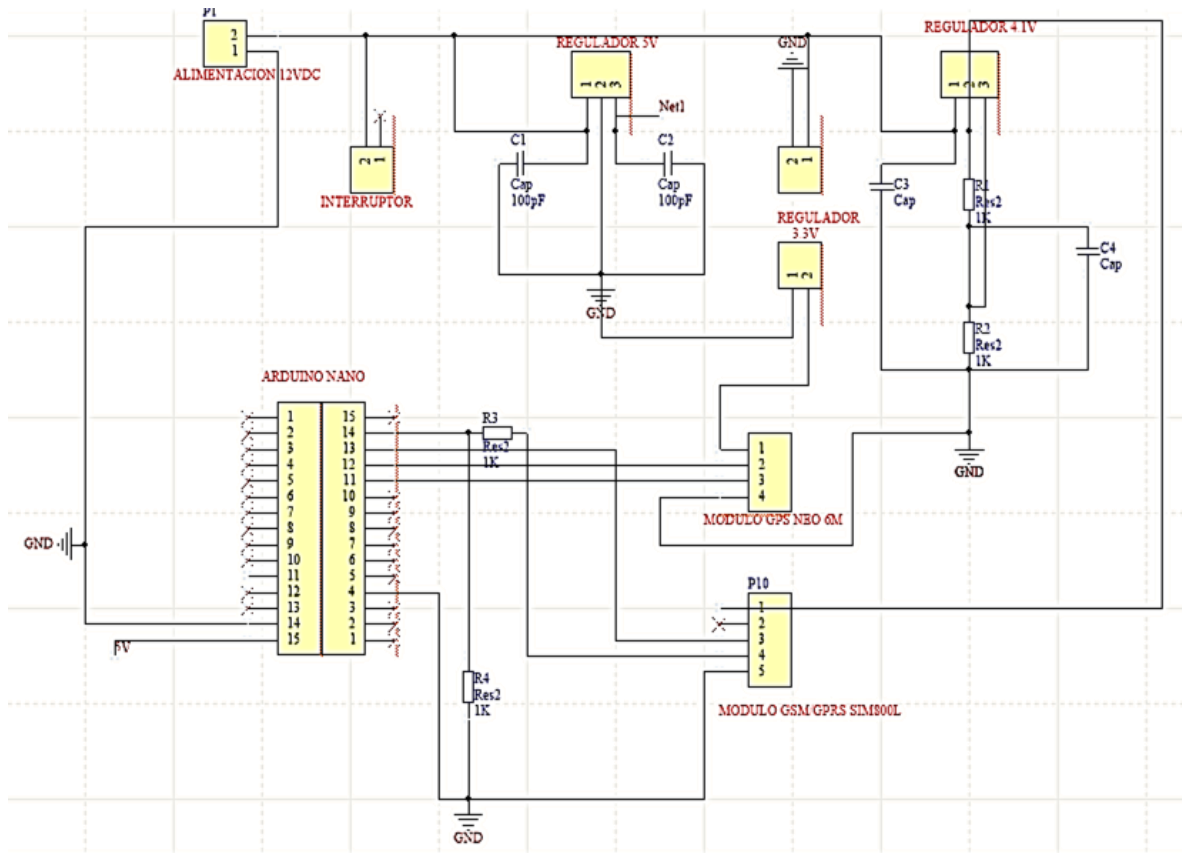 P1
2
1
ALIMENTACION 12VDC
2
1
INTERRUPTOR
REGULADOR 5V
1
2
3
Net1
C1
Cap
100pF
C2
Cap
100pF
GND
GND
2
1
REGULADOR
3.3V
1
2
REGULADOR 4.1V
1
2
3
C3
Cap
R1
Res2
1K
C4
Cap
R2
Res2
1K
GND
ARDUINO NANO
1 15
2 14
3 13
4 12
5 11
6 10
7 9
8 8
9 7
10 6
11 5
12 4
13 3
14 2
15 1
GND
5V
R3
Res2
1K
1
2
3
4
MODULO GPS NEO 6M
P10
1
2
3
4
5
MODULO GSM/GPRS SIM800L
R4
Res2
1K
GND